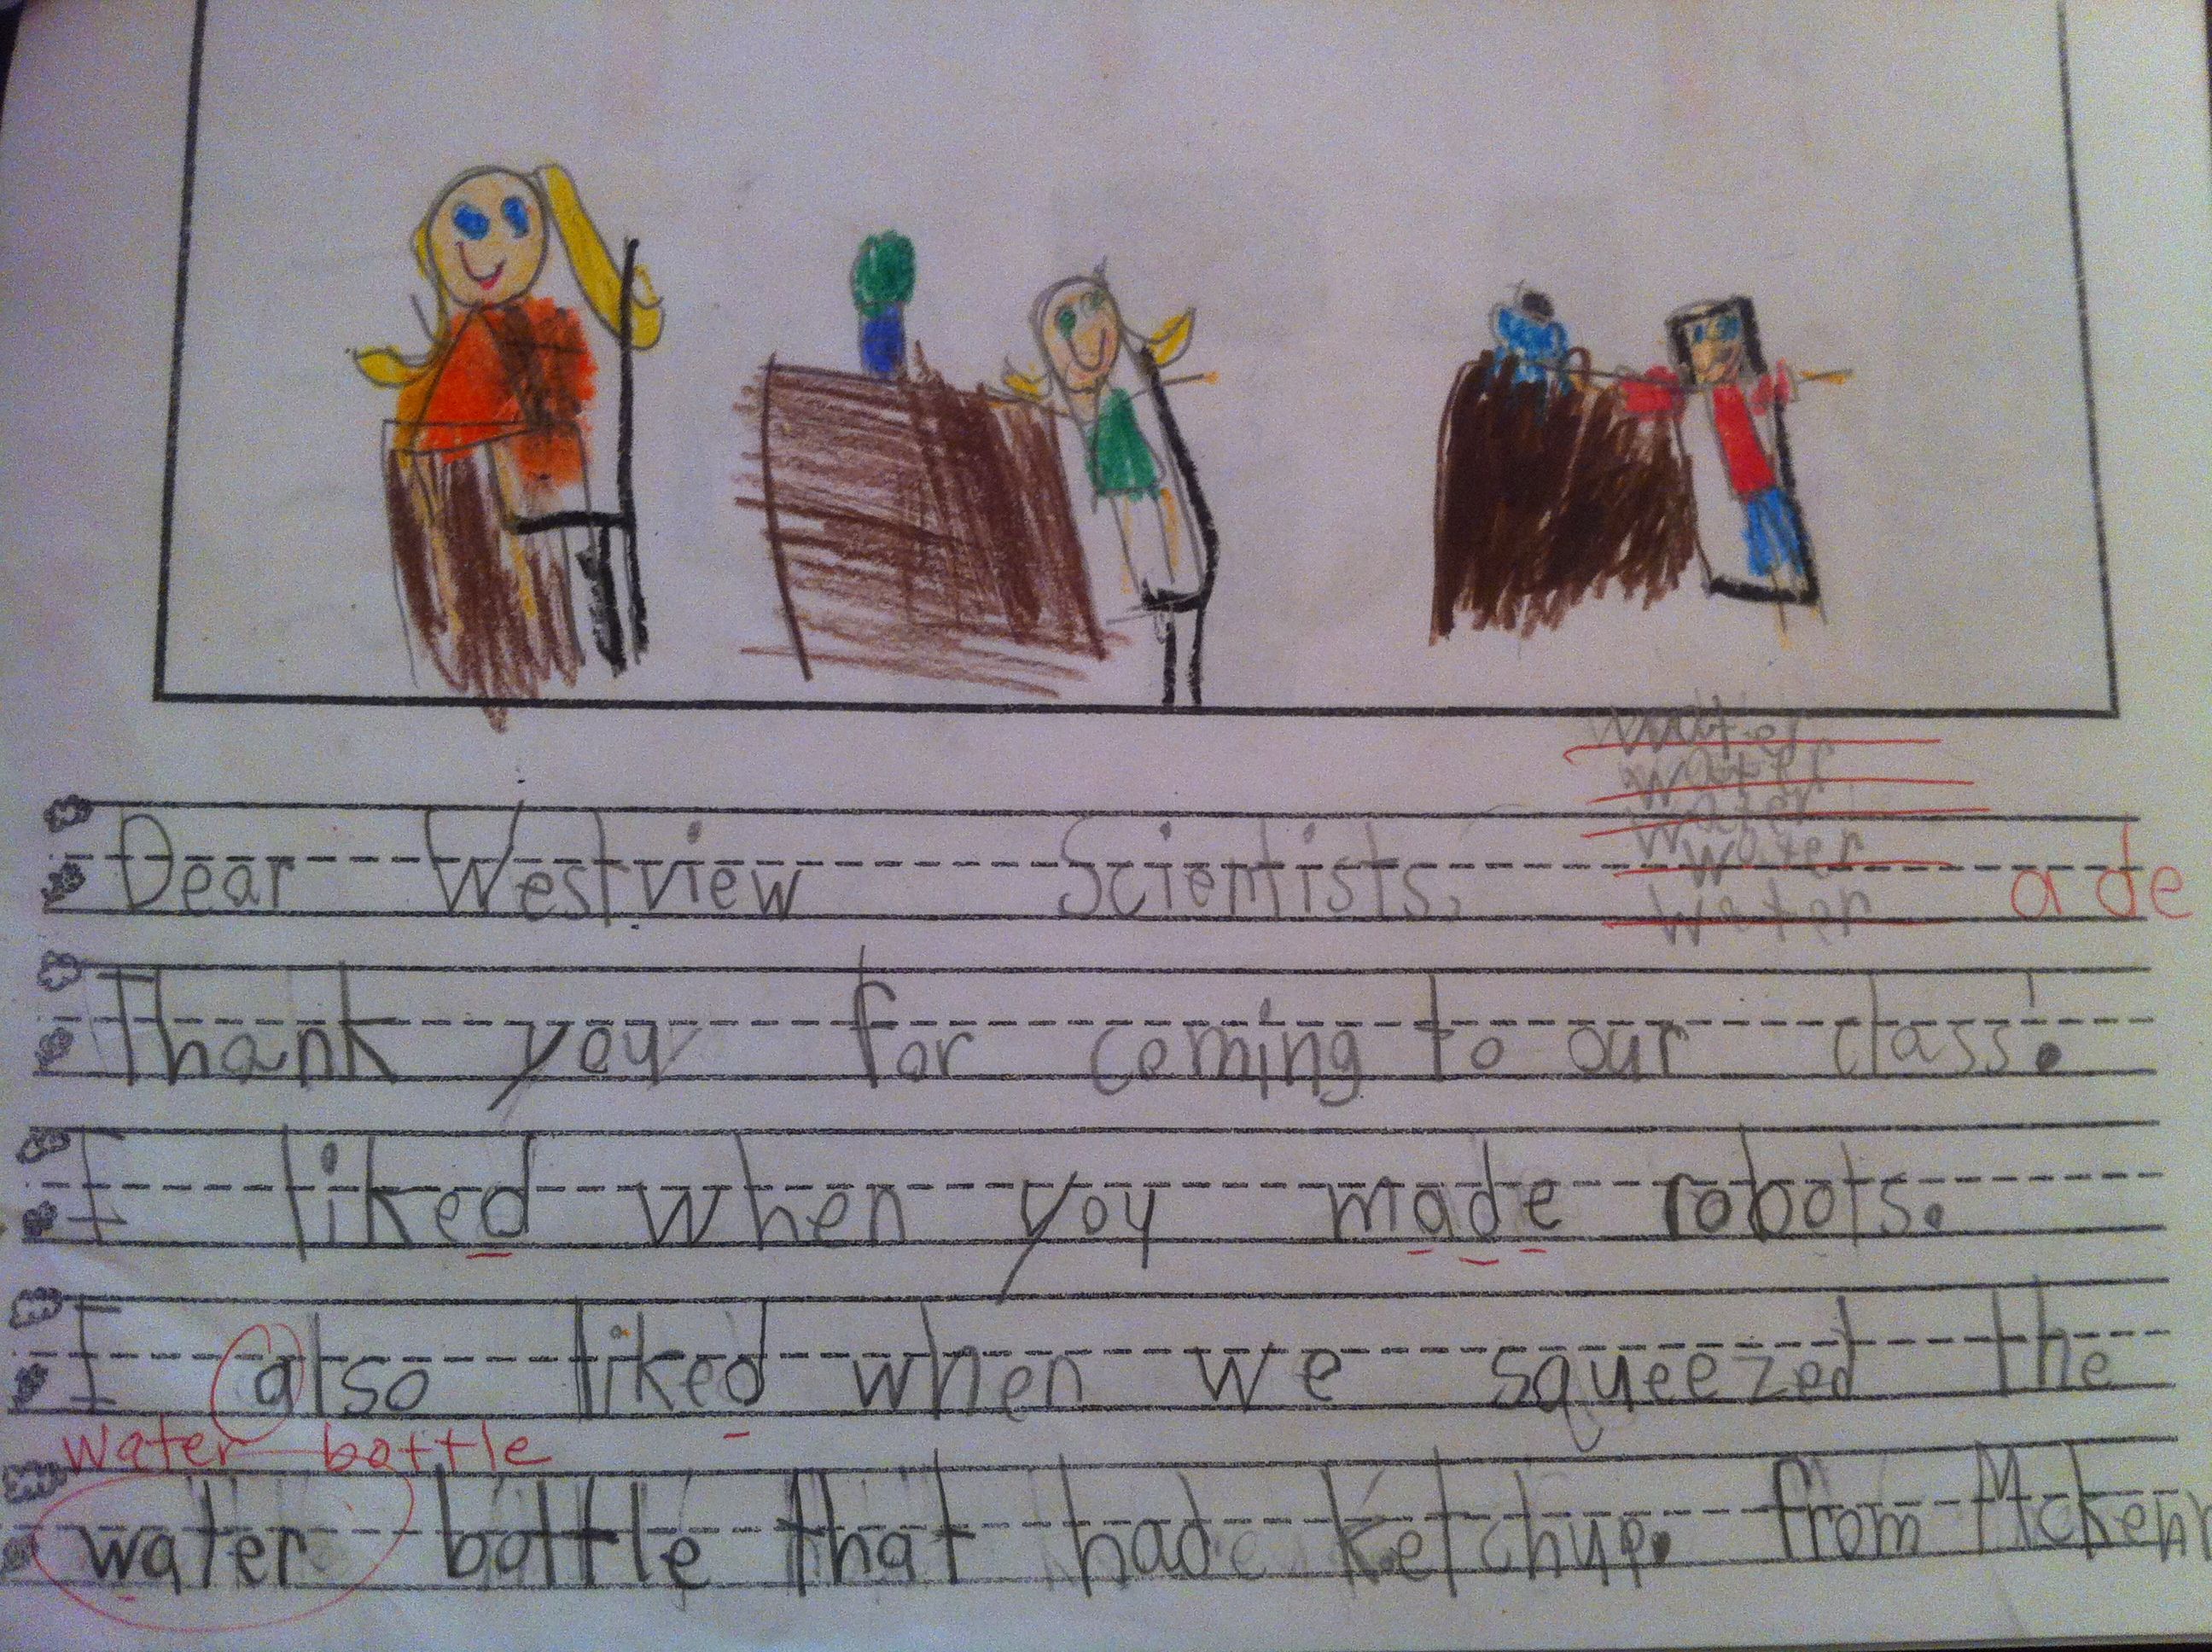 water
water
water
water
water
water
Dear Westview Scientists,
ade
Thank you for coming to our class.
I liked when you made robots.
I also liked when we squeezed the
water bottle
water bottle that had ketchup. from